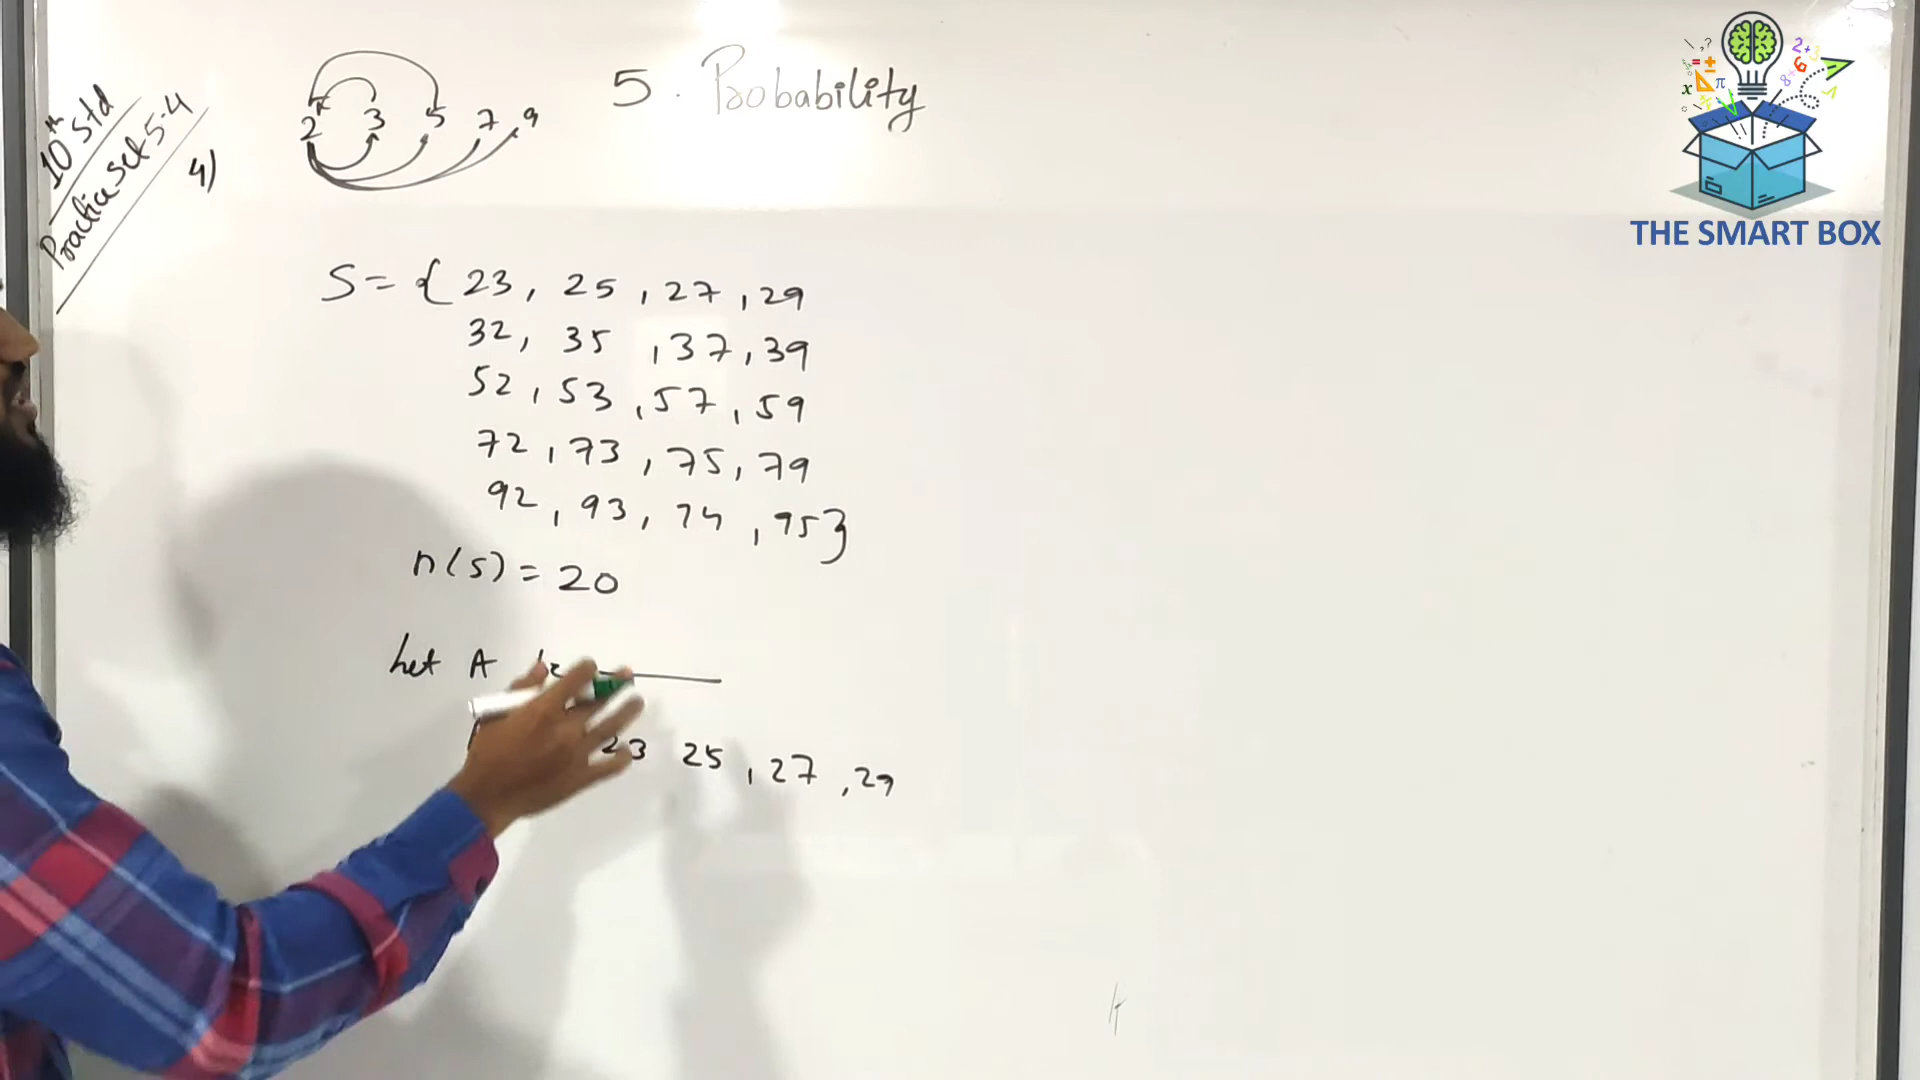 10th std
Practice set 5.4
4)
2 3 5 7 9
5. Probability
THE SMART BOX
S = { 23, 25, 27, 29
32, 35, 37, 39
52, 53, 57, 59
72, 73, 75, 79
92, 93, 94, 95}
n(s) = 20
Let A
23 25, 27, 29